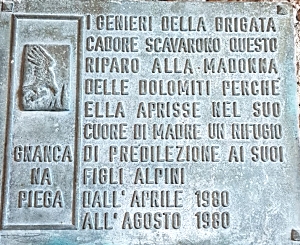 I GENIERI DELLA BRIGATA
CADORE SCAVARONO QUESTO
RIPARO ALLA MADONNA
DELLE DOLOMITI PERCHE
ELLA APRISSE NEL SUO
CUORE DI MADRE UN RIFUGIO
DI PREDILEZIONE AI SUOI
FIGLI ALPINI
DALL'APRILE 1980
ALL'AGOSTO 1980
GNANCA
NA
PIEGA